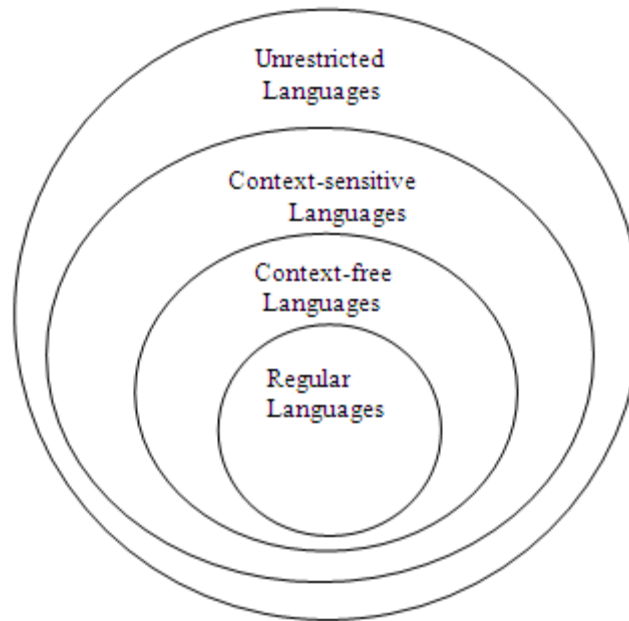 Unrestricted
Languages
Context-sensitive
Languages
Context-free
Languages
Regular
Languages